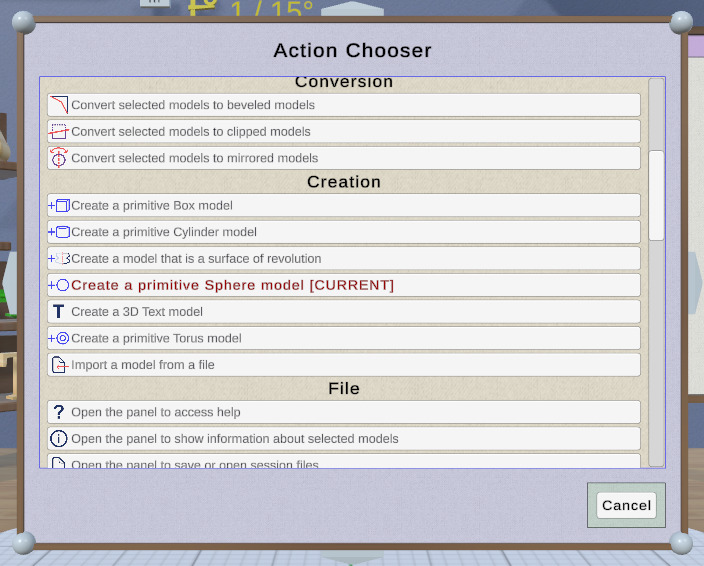 1 / 15°
Action Chooser
Conversion
Convert selected models to beveled models
Convert selected models to clipped models
Convert selected models to mirrored models
Creation
Create a primitive Box model
Create a primitive Cylinder model
Create a model that is a surface of revolution
Create a primitive Sphere model [CURRENT]
T Create a 3D Text model
Create a primitive Torus model
Import a model from a file
File
? Open the panel to access help
i Open the panel to show information about selected models
Open the panel to save or open session files
Cancel